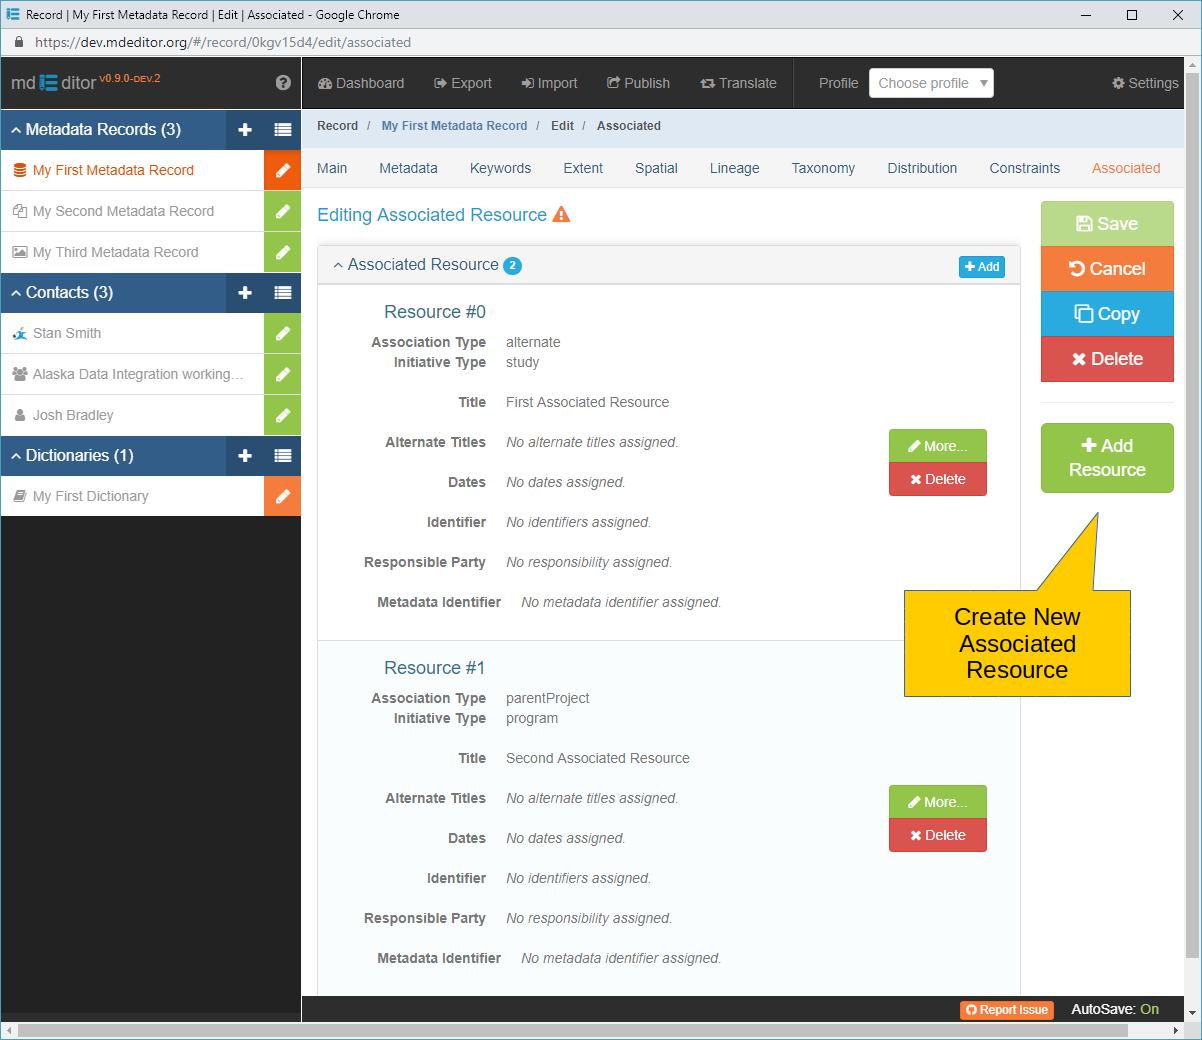 Record | My First Metadata Record | Edit | Associated - Google Chrome
https://dev.mdeditor.org/#/record/0kgv15d4/edit/associated
md Editor V0.9.0-DEV.2
Dashboard Export Import Publish Translate Profile Choose profile Settings
Metadata Records (3)
My First Metadata Record
My Second Metadata Record
My Third Metadata Record
Contacts (3)
Stan Smith
Alaska Data Integration working...
Josh Bradley
Dictionaries (1)
My First Dictionary
Record / My First Metadata Record / Edit / Associated
Main Metadata Keywords Extent Spatial Lineage Taxonomy Distribution Constraints Associated
Editing Associated Resource
Associated Resource 2 Add
Resource #0
Association Type alternate
Initiative Type study
Title First Associated Resource
Alternate Titles No alternate titles assigned.
Dates No dates assigned.
Identifier No identifiers assigned.
Responsible Party No responsibility assigned.
Metadata Identifier No metadata identifier assigned.
More...
Delete
Resource #1
Association Type parentProject
Initiative Type program
Title Second Associated Resource
Alternate Titles No alternate titles assigned.
Dates No dates assigned.
Identifier No identifiers assigned.
Responsible Party No responsibility assigned.
Metadata Identifier No metadata identifier assigned.
More...
Delete
Save
Cancel
Copy
Delete
Add
Resource
Create New
Associated
Resource
Report Issue AutoSave: On